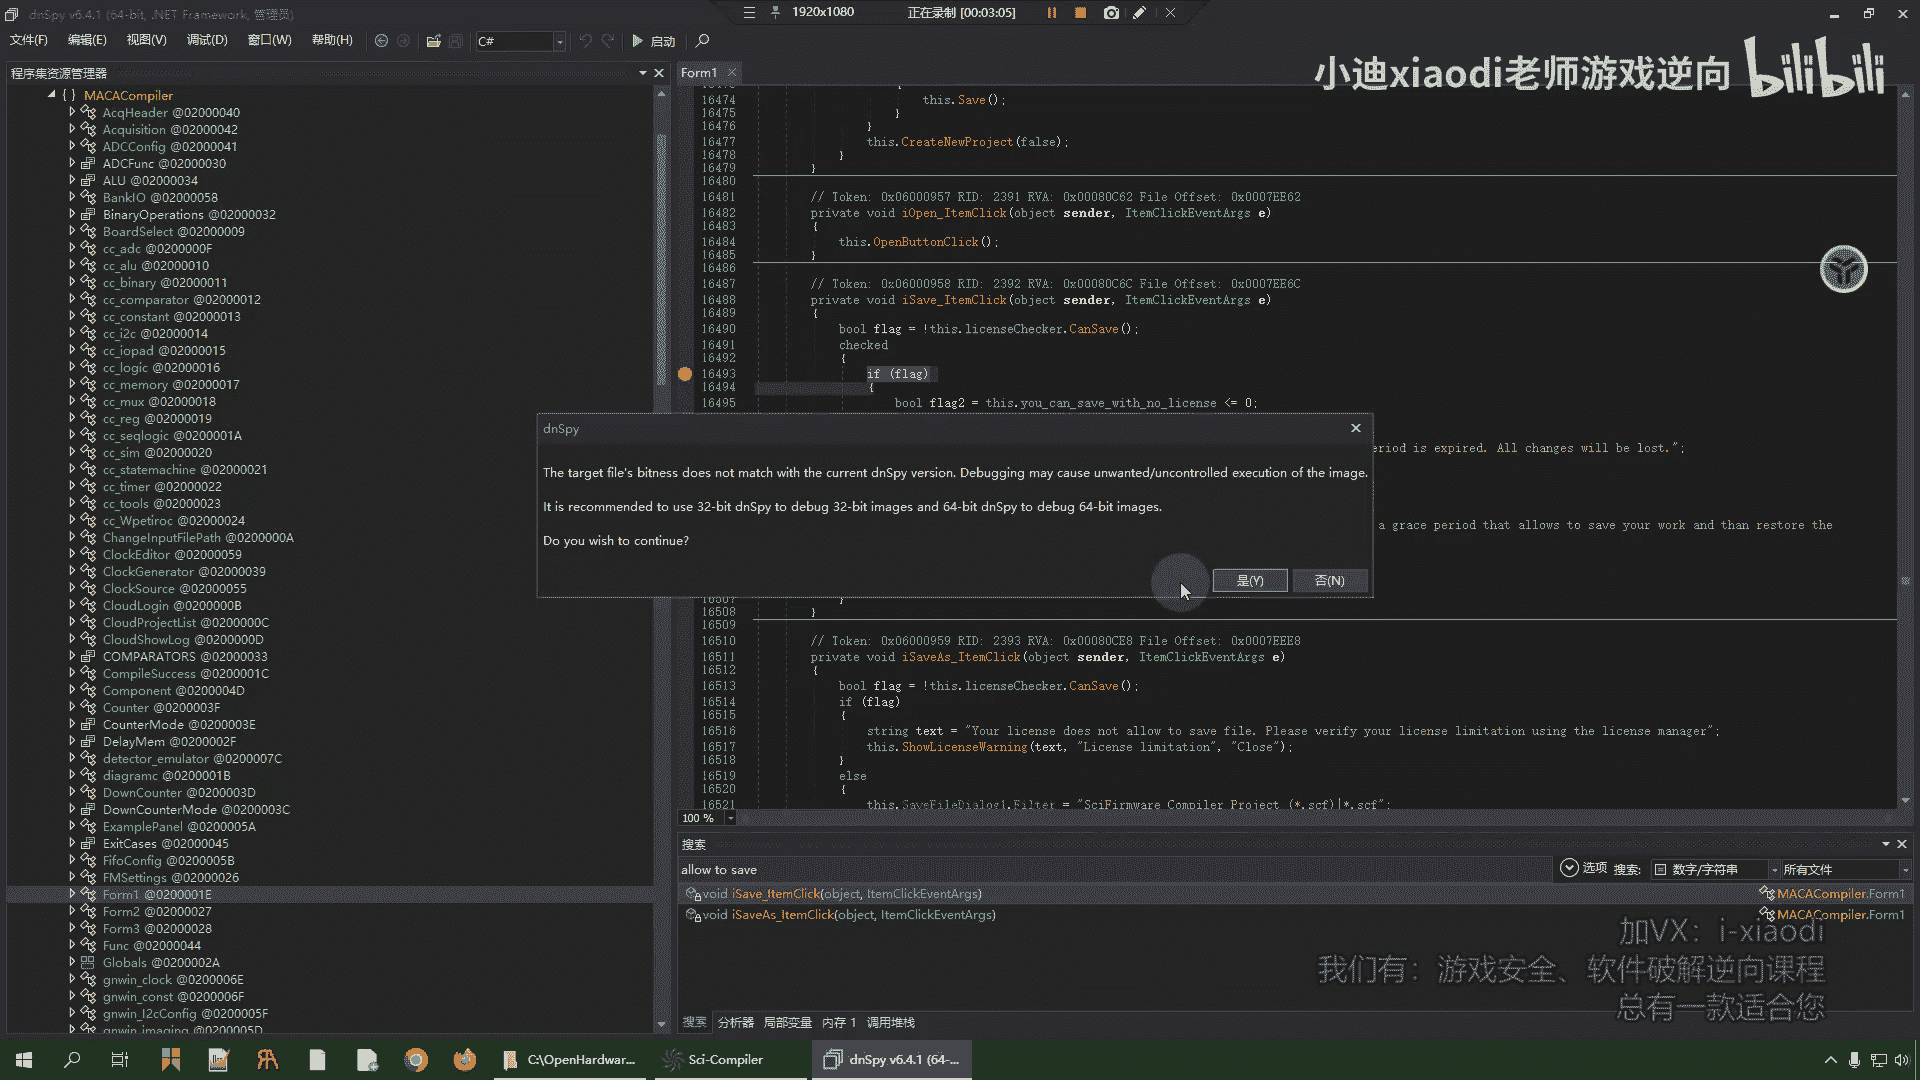 dnSpy v6.4.1 (64-bit, .NET Framework, 管理员)
1920x1080
正在录制 [00:03:05]
文件(F)
编辑(E)
视图(V)
调试(D)
窗口(W)
帮助(H)
C#
启动
小迪xiaodi老师游戏逆向 bilibili
程序集资源管理器
{ } MACACompiler
AcqHeader @02000040
Acquisition @02000042
ADCConfig @02000041
ADCFunc @02000030
ALU @02000034
BankIO @02000058
BinaryOperations @02000032
BoardSelect @02000009
cc_adc @0200000F
cc_alu @02000010
cc_binary @02000011
cc_comparator @02000012
cc_constant @02000013
cc_i2c @02000014
cc_iopad @02000015
cc_logic @02000016
cc_memory @02000017
cc_mux @02000018
cc_reg @02000019
cc_seqlogic @0200001A
cc_sim @02000020
cc_statemachine @02000021
cc_timer @02000022
cc_tools @02000023
cc_Wpetiroc @02000024
ChangeInputFilePath @0200000A
ClockEditor @02000059
ClockGenerator @02000039
ClockSource @02000055
CloudLogin @0200000B
CloudProjectList @0200000C
CloudShowLog @0200000D
COMPARATORS @02000033
CompileSuccess @0200001C
Component @0200004D
Counter @0200003F
CounterMode @0200003E
DelayMem @0200002F
detector_emulator @0200007C
diagramc @0200001B
DownCounter @0200003D
DownCounterMode @0200003C
ExamplePanel @0200005A
ExitCases @02000045
FifoConfig @0200005B
FMSettings @02000026
Form1 @0200001E
Form2 @02000027
Form3 @02000028
Func @02000044
Globals @0200002A
gnwin_clock @0200006E
gnwin_const @0200006F
gnwin_I2cConfig @0200005F
gnwin_imaging @0200005D
Form1
16474 this.Save();
16475 }
16476 }
16477 this.CreateNewProject(false);
16478 }
16479 }
16480
16481 // Token: 0x06000957 RID: 2391 RVA: 0x00080C62 File Offset: 0x0007EE62
16482 private void iOpen_ItemClick(object sender, ItemClickEventArgs e)
16483 {
16484 this.OpenButtonClick();
16485 }
16486
16487 // Token: 0x06000958 RID: 2392 RVA: 0x00080C6C File Offset: 0x0007EE6C
16488 private void iSave_ItemClick(object sender, ItemClickEventArgs e)
16489 {
16490 bool flag = !this.licenseChecker.CanSave();
16491 checked
16492 {
16493 if (flag)
16494 {
16495 bool flag2 = this.you_can_save_with_no_license <= 0;
eriod is expired. All changes will be lost.";
a grace period that allows to save your work and than restore the
dnSpy
The target file's bitness does not match with the current dnSpy version. Debugging may cause unwanted/uncontrolled execution of the image.
It is recommended to use 32-bit dnSpy to debug 32-bit images and 64-bit dnSpy to debug 64-bit images.
Do you wish to continue?
是(Y)
否(N)
16507 }
16508 }
16509
16510 // Token: 0x06000959 RID: 2393 RVA: 0x00080CE8 File Offset: 0x0007EEE8
16511 private void iSaveAs_ItemClick(object sender, ItemClickEventArgs e)
16512 {
16513 bool flag = !this.licenseChecker.CanSave();
16514 if (flag)
16515 {
16516 string text = "Your license does not allow to save file. Please verify your license limitation using the license manager";
16517 this.ShowLicenseWarning(text, "License limitation", "Close");
16518 }
16519 else
16520 {
16521 this.SaveFileDialog1.Filter = "SciFirmware Compiler Project (*.scf)|*.scf";
100 %
搜索
allow to save
选项
搜索:
数字/字符串
所有文件
void iSave_ItemClick(object, ItemClickEventArgs)
MACACompiler.Form1
void iSaveAs_ItemClick(object, ItemClickEventArgs)
MACACompiler.Form1
加VX：i-xiaodi
我们有：游戏安全、软件破解逆向课程
总有一款适合您
搜索
分析器
局部变量
内存 1
调用堆栈
C:\OpenHardwar...
Sci-Compiler
dnSpy v6.4.1 (64-...